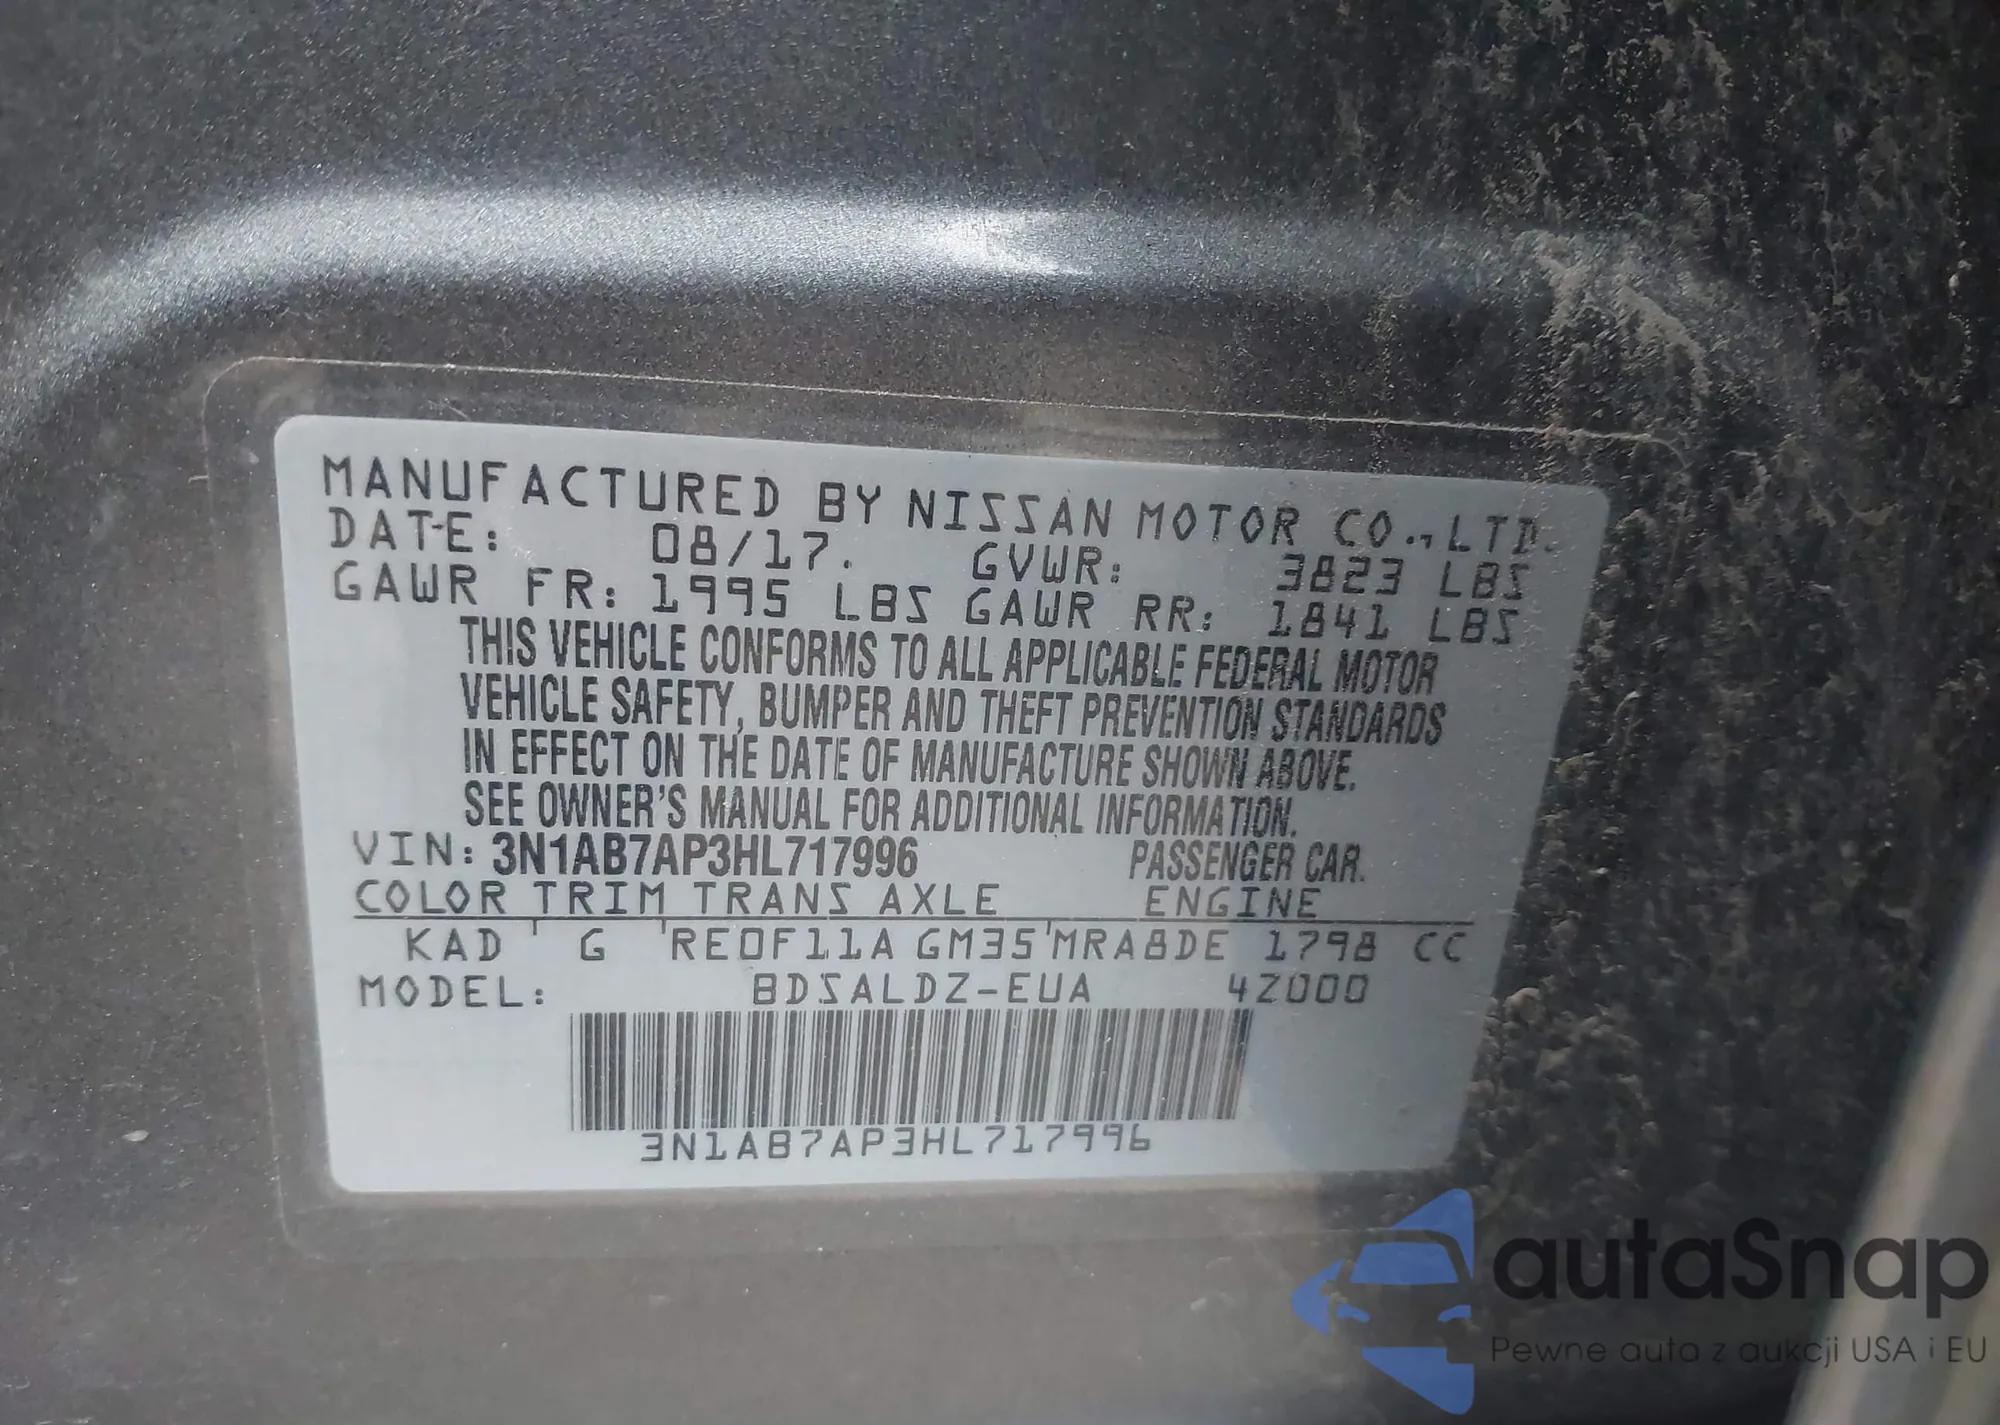 MANUFACTURED BY NISSAN MOTOR CO., LTD.
DATE: 08/17. GVWR: 3823 LBS
GAWR FR: 1995 LBS GAWR RR: 1841 LBS
THIS VEHICLE CONFORMS TO ALL APPLICABLE FEDERAL MOTOR
VEHICLE SAFETY, BUMPER AND THEFT PREVENTION STANDARDS
IN EFFECT ON THE DATE OF MANUFACTURE SHOWN ABOVE.
SEE OWNER'S MANUAL FOR ADDITIONAL INFORMATION.
VIN: 3N1AB7AP3HL717996 PASSENGER CAR.
COLOR TRIM TRANS AXLE ENGINE
KAD G RE0F11A GM35 MRA8DE 1798 CC
MODEL: BDSALDZ-EUA 4Z000
3N1AB7AP3HL717996
autaSnap
Pewne auta z aukcji USA i EU